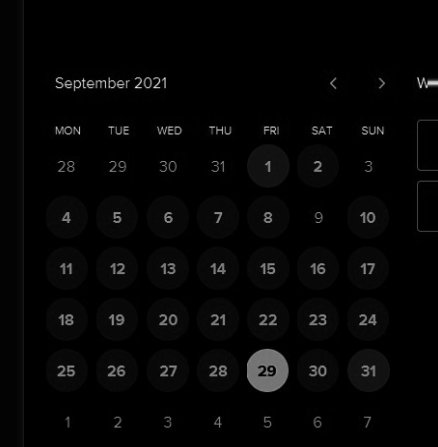 September 2021 < >
MON TUE WED THU FRI SAT SUN
28 29 30 31 1 2 3
4 5 6 7 8 9 10
11 12 13 14 15 16 17
18 19 20 21 22 23 24
25 26 27 28 29 30 31
1 2 3 4 5 6 7